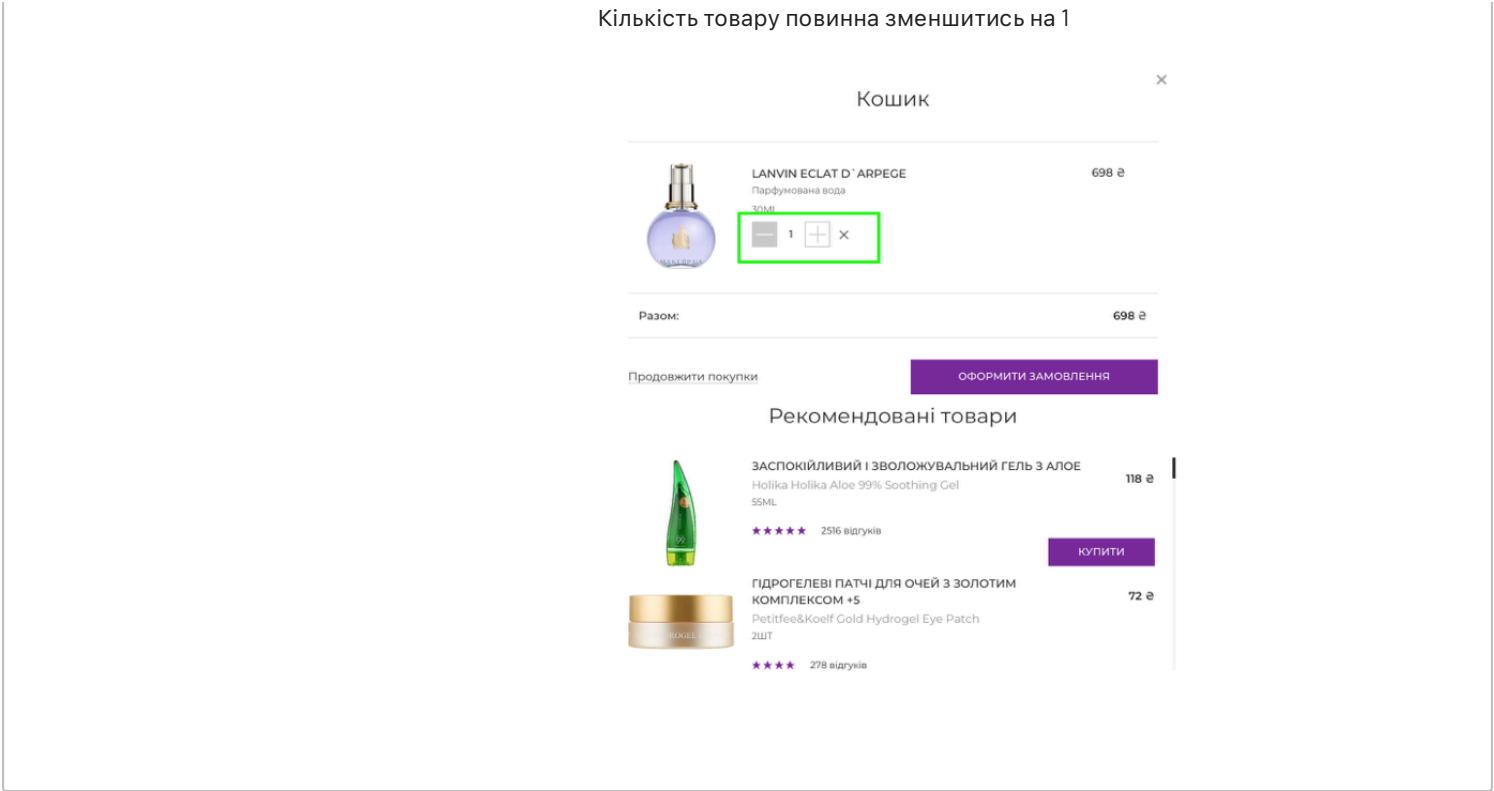 Кількість товару повинна зменшитись на 1
×
Кошик
LANVIN ECLAT D`ARPEGE
698 ₴
Парфумована вода
30ML
1
×
Разом:
698 ₴
Продовжити покупки
ОФОРМИТИ ЗАМОВЛЕННЯ
Рекомендовані товари
ЗАСПОКІЙЛИВИЙ І ЗВОЛОЖУВАЛЬНИЙ ГЕЛЬ З АЛОЕ
118 ₴
Holika Holika Aloe 99% Soothing Gel
55ML
99
★★★★★ 2516 відгуків
КУПИТИ
ГІДРОГЕЛЕВІ ПАТЧІ ДЛЯ ОЧЕЙ З ЗОЛОТИМ
КОМПЛЕКСОМ +5
72 ₴
Petitfee&Koelf Gold Hydrogel Eye Patch
2ШТ
★★★★ 278 відгуків